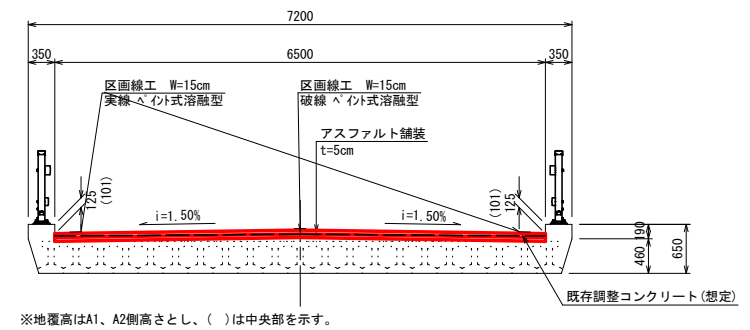 7200
350
6500
350
区画線工 W=15cm
実線 ﾍﾟｲﾝﾄ式溶融型
区画線工 W=15cm
破線 ﾍﾟｲﾝﾄ式溶融型
アスファルト舗装
t=5cm
125
(101)
i=1.50%
i=1.50%
(101)
125
190
460
650
既存調整コンクリート(想定)
※地覆高はA1、A2側高さとし、( )は中央部を示す。